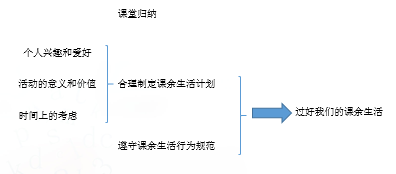 课堂归纳
个人兴趣和爱好
活动的意义和价值
合理制定课余生活计划
过好我们的课余生活
时间上的考虑
遵守课余生活行为规范